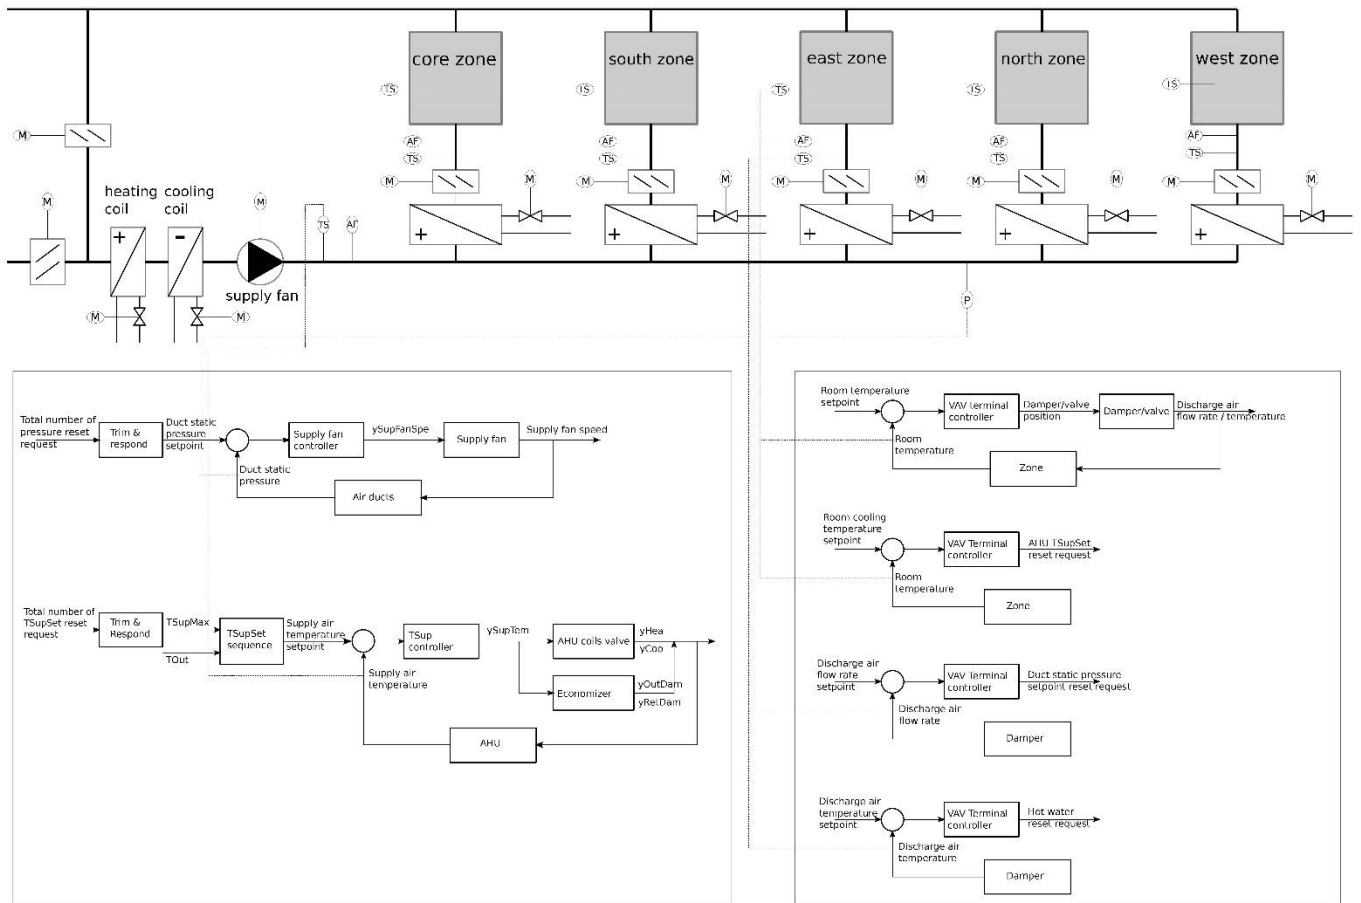 core zone
south zone
east zone
north zone
west zone
TS
AF
TS
M
M
AF
TS
M
M
TS
AF
TS
M
M
AF
TS
M
M
AF
TS
M
M
M
M
heating
coil
cooling
coil
M
TS
+
-
+
+
+
+
+
supply fan
M
M
P
Total number of
pressure reset
request
Trim &
respond
Duct static
pressure
setpoint
Supply fan
controller
ySupFanSpe
Supply fan
Supply fan speed
Duct static
pressure
Air ducts
Total number of
TSupSet reset
request
Trim &
Respond
TSupMax
TOut
TSupSet
sequence
Supply air
temperature
setpoint
TSup
controller
ySupTem
AHU coils valve
yHea
yCoo
Supply air
temperature
Economizer
yOutDam
yRetDam
AHU
Room temperature
setpoint
VAV terminal
controller
Damper/valve
position
Damper/valve
Discharge air
flow rate / temperature
Room
temperature
Zone
Room cooling
temperature
setpoint
VAV Terminal
controller
AHU TSupSet
reset request
Room
temperature
Zone
Discharge air
flow rate
setpoint
VAV Terminal
controller
Duct static pressure
setpoint reset request
Discharge air
flow rate
Damper
Discharge air
temperature
setpoint
VAV Terminal
controller
Hot water
reset request
Discharge air
temperature
Damper